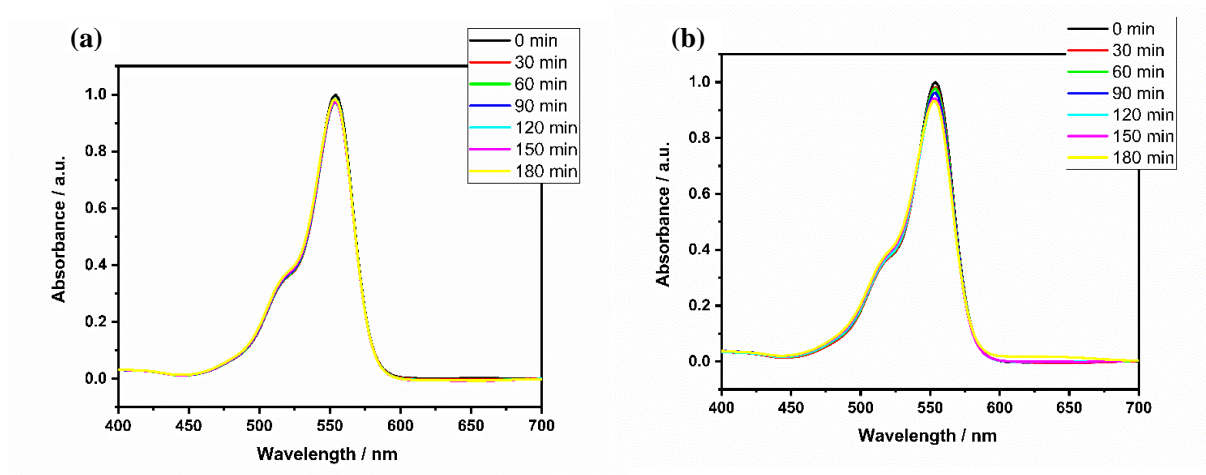 (a)
0 min
30 min
60 min
90 min
120 min
150 min
180 min
1.0
0.8
0.6
0.4
0.2
0.0
Absorbance / a.u.
400 450 500 550 600 650 700
Wavelength / nm
(b)
0 min
30 min
60 min
90 min
120 min
150 min
180 min
1.0
0.8
0.6
0.4
0.2
0.0
Absorbance / a.u.
400 450 500 550 600 650 700
Wavelength / nm